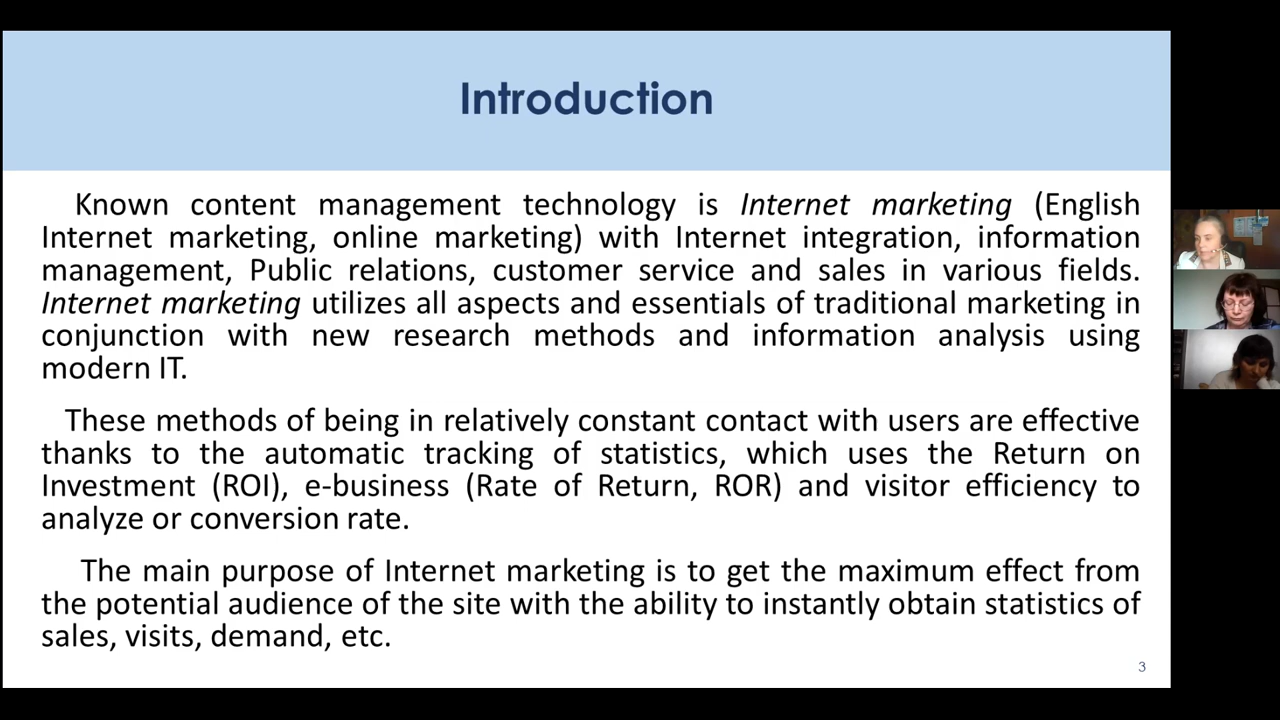 Introduction
Known content management technology is Internet marketing (English
Internet marketing, online marketing) with Internet integration, information
management, Public relations, customer service and sales in various fields.
Internet marketing utilizes all aspects and essentials of traditional marketing in
conjunction with new research methods and information analysis using
modern IT.
These methods of being in relatively constant contact with users are effective
thanks to the automatic tracking of statistics, which uses the Return on
Investment (ROI), e-business (Rate of Return, ROR) and visitor efficiency to
analyze or conversion rate.
The main purpose of Internet marketing is to get the maximum effect from
the potential audience of the site with the ability to instantly obtain statistics of
sales, visits, demand, etc.
3